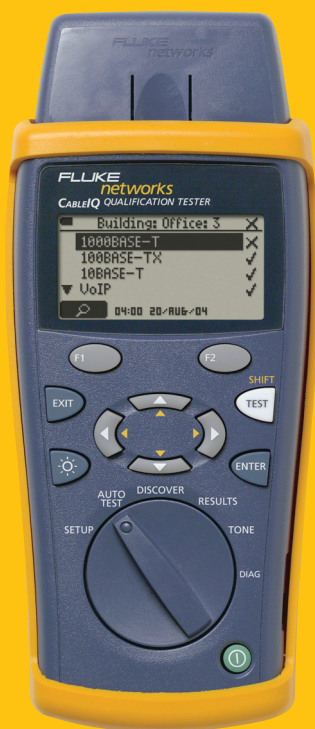 FLUKE
networks
FLUKE
networks
CABLEIQ QUALIFICATION TESTER
Building: Office: 3
1000BASE-T
100BASE-TX
10BASE-T
VoIP
04:00 20/AUG/04
F1
F2
SHIFT
EXIT
TEST
ENTER
AUTO
TEST
DISCOVER
RESULTS
SETUP
TONE
DIAG